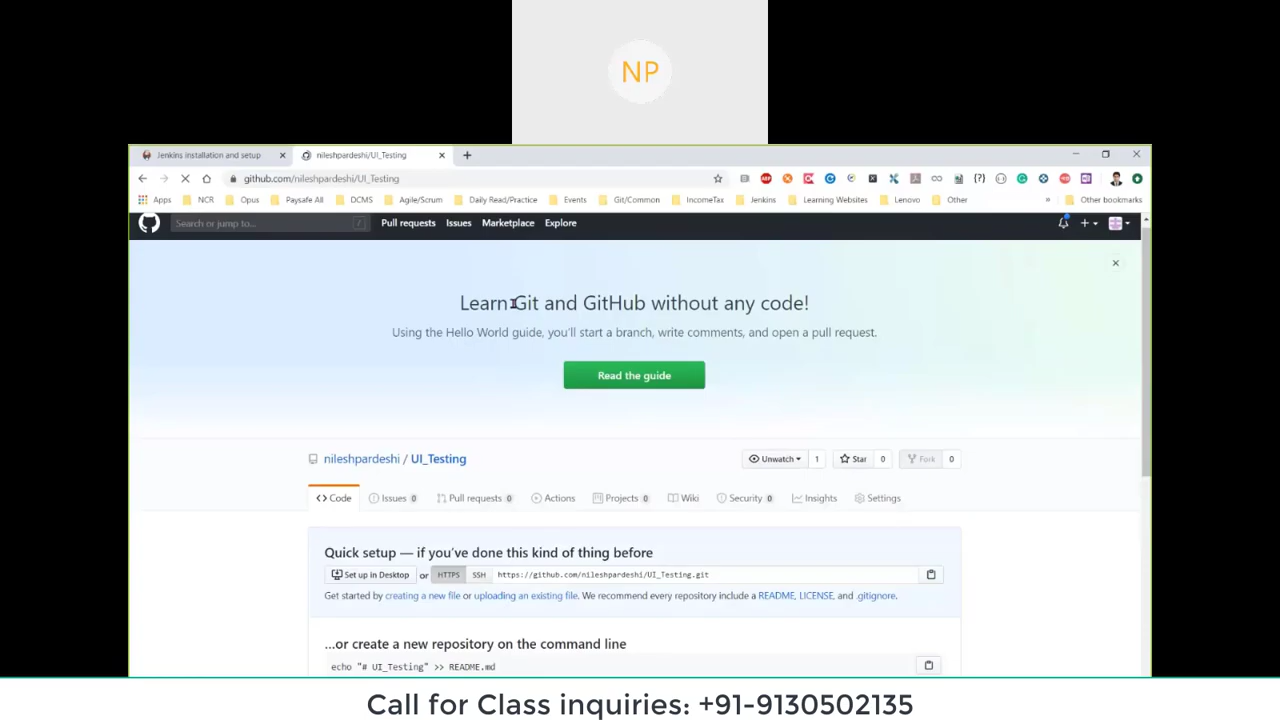 NP
Jenkins installation and setup
nileshpardeshi/UI_Testing
github.com/nileshpardeshi/UI_Testing
Apps NCR Opus Paysafe All DCMS Agile/Scrum Daily Read/Practice Events Git/Common IncomeTax Jenkins Learning Websites Lenovo Other » Other bookmarks
Search or jump to... / Pull requests Issues Marketplace Explore
Learn Git and GitHub without any code!
Using the Hello World guide, you'll start a branch, write comments, and open a pull request.
Read the guide
nileshpardeshi / UI_Testing
Unwatch 1 Star 0 Fork 0
Code Issues 0 Pull requests 0 Actions Projects 0 Wiki Security 0 Insights Settings
Quick setup — if you've done this kind of thing before
Set up in Desktop or HTTPS SSH https://github.com/nileshpardeshi/UI_Testing.git
Get started by creating a new file or uploading an existing file. We recommend every repository include a README, LICENSE, and .gitignore.
...or create a new repository on the command line
echo "# UI_Testing" >> README.md
Call for Class inquiries: +91-9130502135